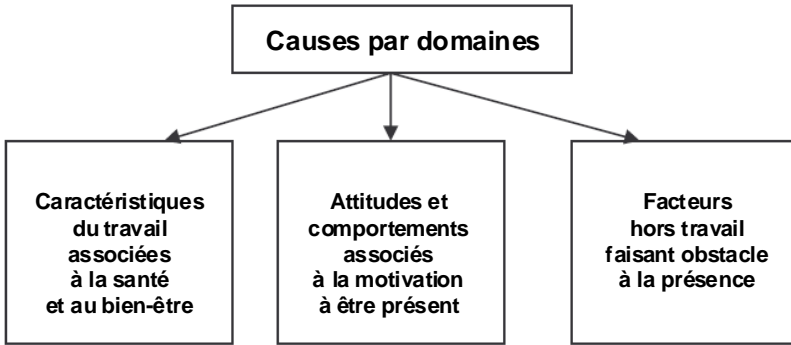 Causes par domaines
Caractéristiques
du travail
associées
à la santé
et au bien-être
Attitudes et
comportements
associés
à la motivation
à être présent
Facteurs
hors travail
faisant obstacle
à la présence